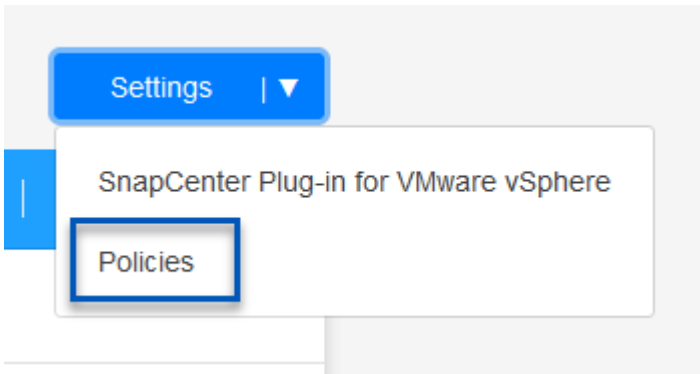 Settings | ▼
SnapCenter Plug-in for VMware vSphere
Policies